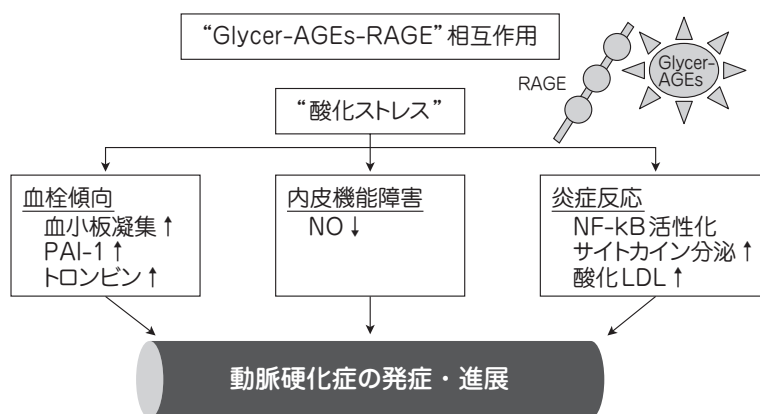 “Glycer-AGEs-RAGE”相互作用
RAGE
Glycer-
AGEs
“酸化ストレス”
血栓傾向
血小板凝集↑
PAI-1↑
トロンビン↑
内皮機能障害
NO↓
炎症反応
NF-kB活性化
サイトカイン分泌↑
酸化LDL↑
動脈硬化症の発症・進展